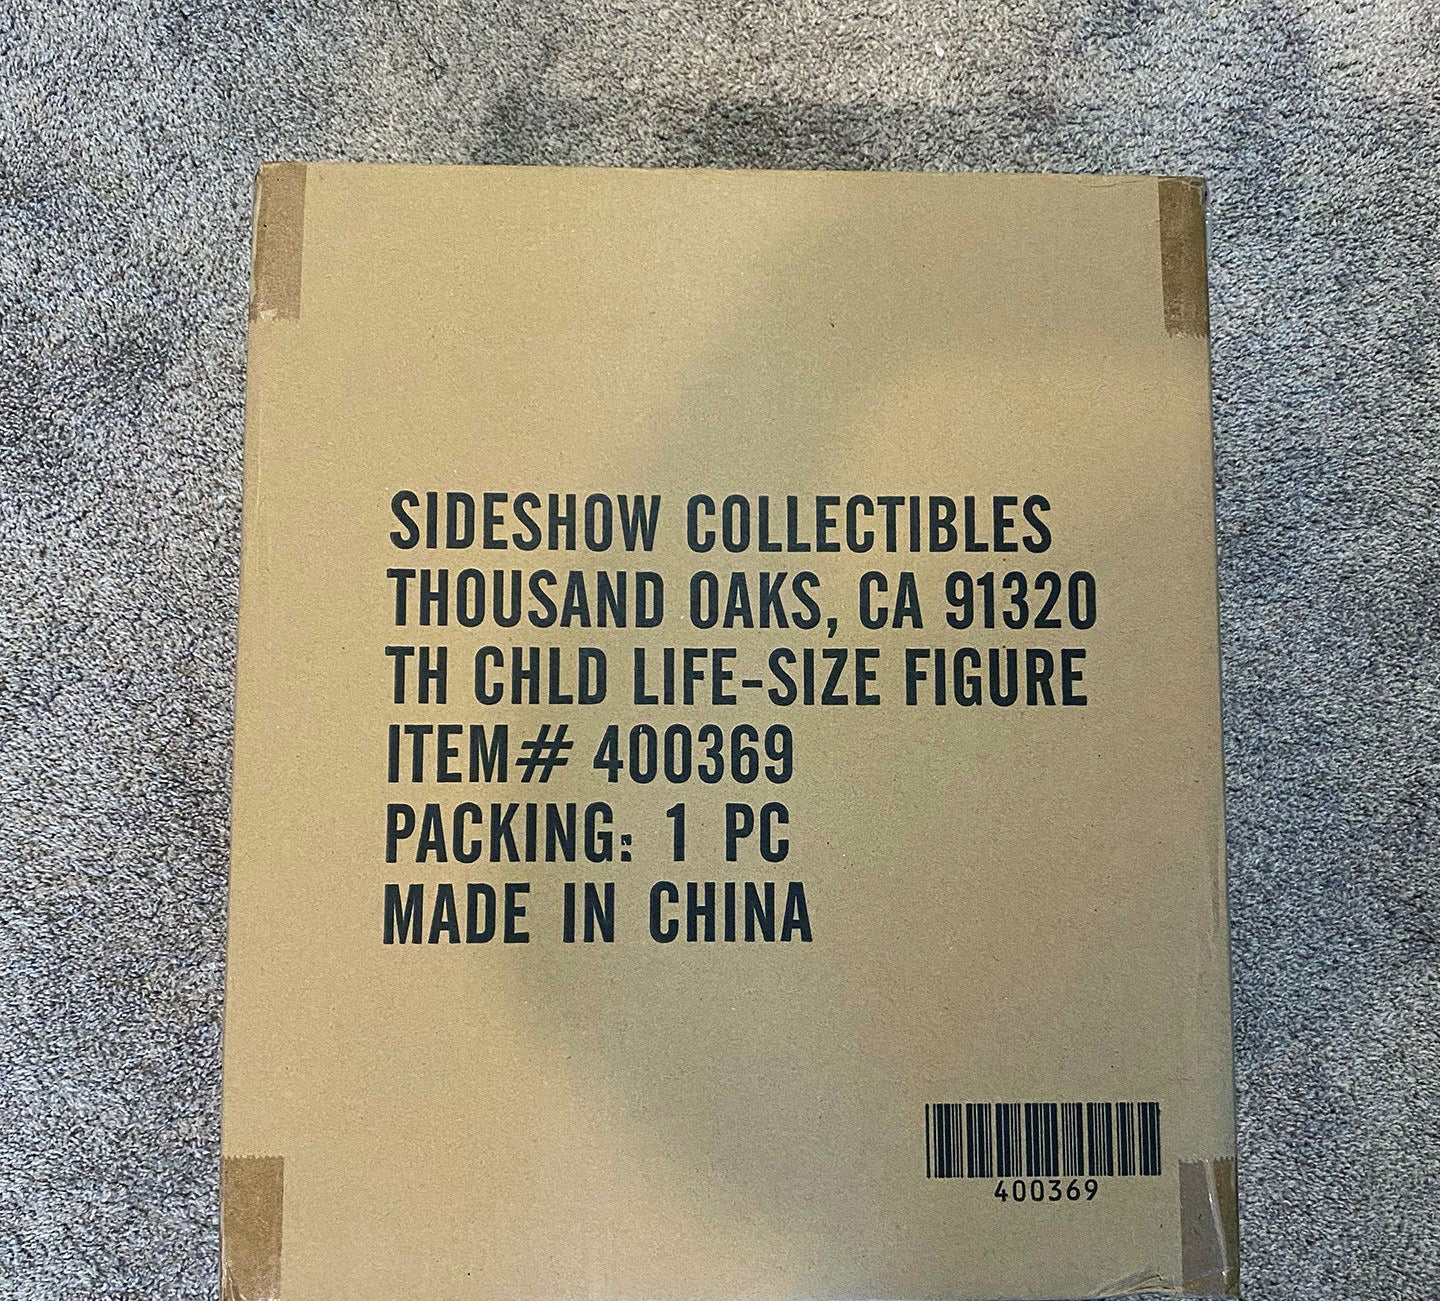 SIDESHOW COLLECTIBLES
THOUSAND OAKS, CA 91320
TH CHLD LIFE-SIZE FIGURE
ITEM# 400369
PACKING: 1 PC
MADE IN CHINA
400369